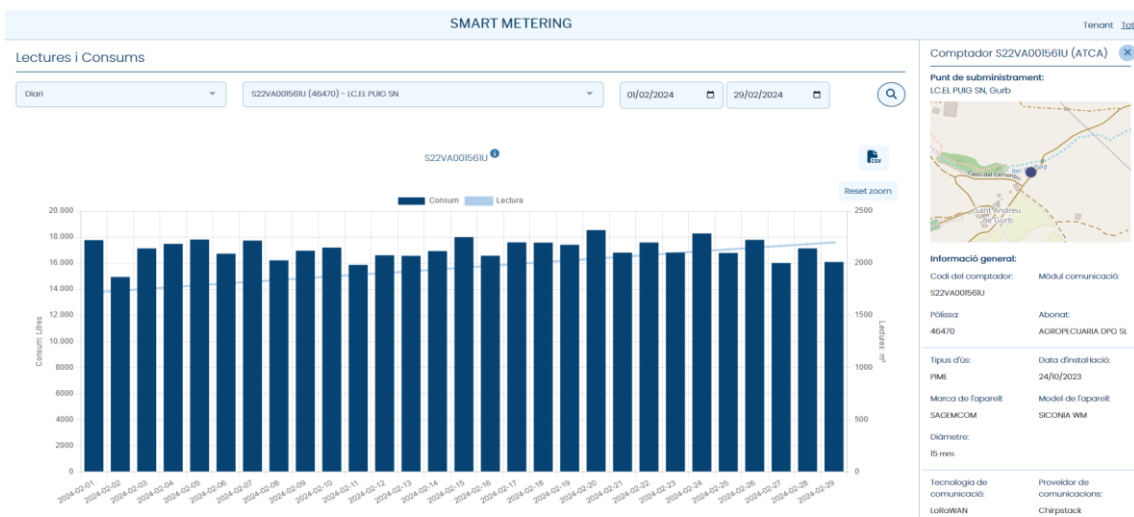 SMART METERING
Tenant Tot
Lectures i Consums
Diari
S22VA001561U (46470) - LC.EL PUIG SN
01/02/2024
29/02/2024
S22VA001561U
CSV
Reset zoom
Consum
Lectura
20.000
18.000
16.000
14.000
12.000
10.000
8000
6000
4000
2000
0
Consum: Litres
2500
2000
1500
1000
500
0
Lectures: m³
2024-02-01
2024-02-02
2024-02-03
2024-02-04
2024-02-05
2024-02-06
2024-02-07
2024-02-08
2024-02-09
2024-02-10
2024-02-11
2024-02-12
2024-02-13
2024-02-14
2024-02-15
2024-02-16
2024-02-17
2024-02-18
2024-02-19
2024-02-20
2024-02-21
2024-02-22
2024-02-23
2024-02-24
2024-02-25
2024-02-26
2024-02-27
2024-02-28
2024-02-29
Comptador S22VA001561U (ATCA)
Punt de subministrament:
LC.EL PUIG SN, Gurb
Camí del Cementiri
Sant Andreu
de Gurb
Informació general:
Codi del comptador:
Mòdul comunicació:
S22VA001561U
Pòlissa:
Abonat:
46470
AGROPECUARIA DPG SL
Tipus d'ús:
Data d'instal·lació:
PIME
24/10/2023
Marca de l'aparell:
Model de l'aparell:
SAGEMCOM
SICONIA WM
Diàmetre:
15 mm
Tecnologia de
comunicació:
Proveïdor de
comunicacions:
LoRaWAN
Chirpstack